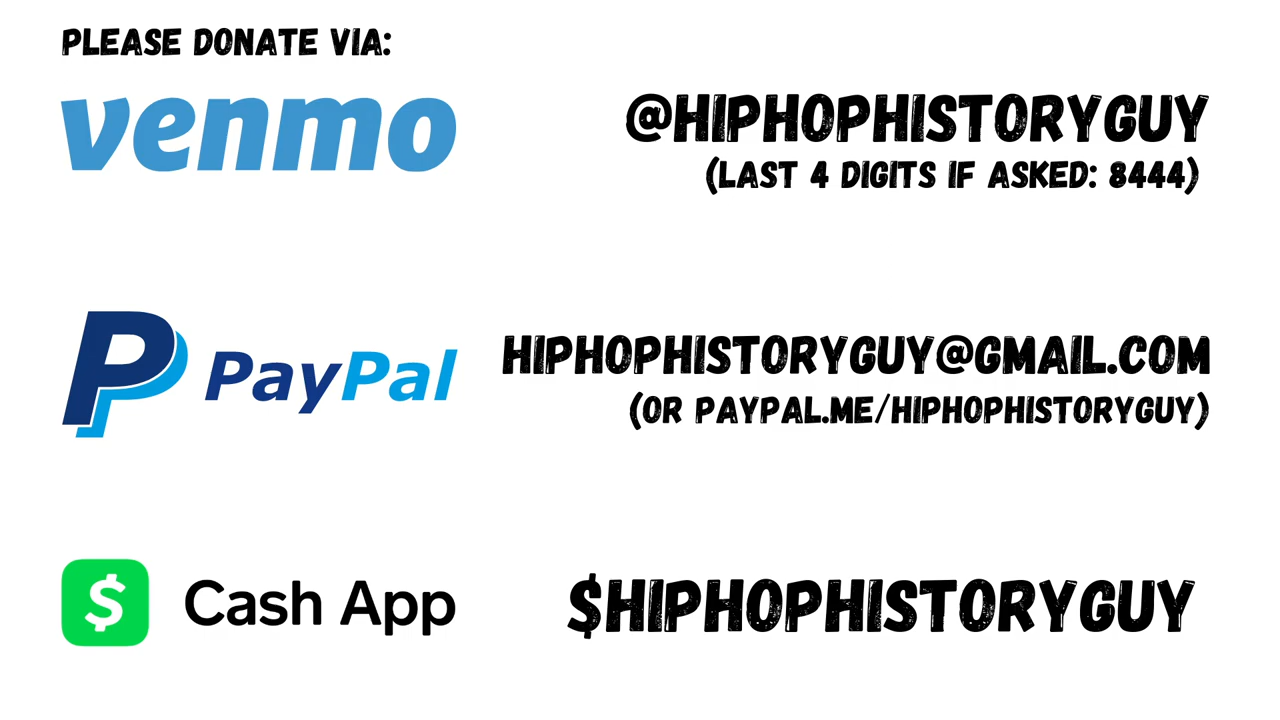 PLEASE DONATE VIA:
venmo
@HIPHOPHISTORYGUY
(LAST 4 DIGITS IF ASKED: 8444)
PayPal
HIPHOPHISTORYGUY@GMAIL.COM
(OR PAYPAL.ME/HIPHOPHISTORYGUY)
$ Cash App
$HIPHOPHISTORYGUY